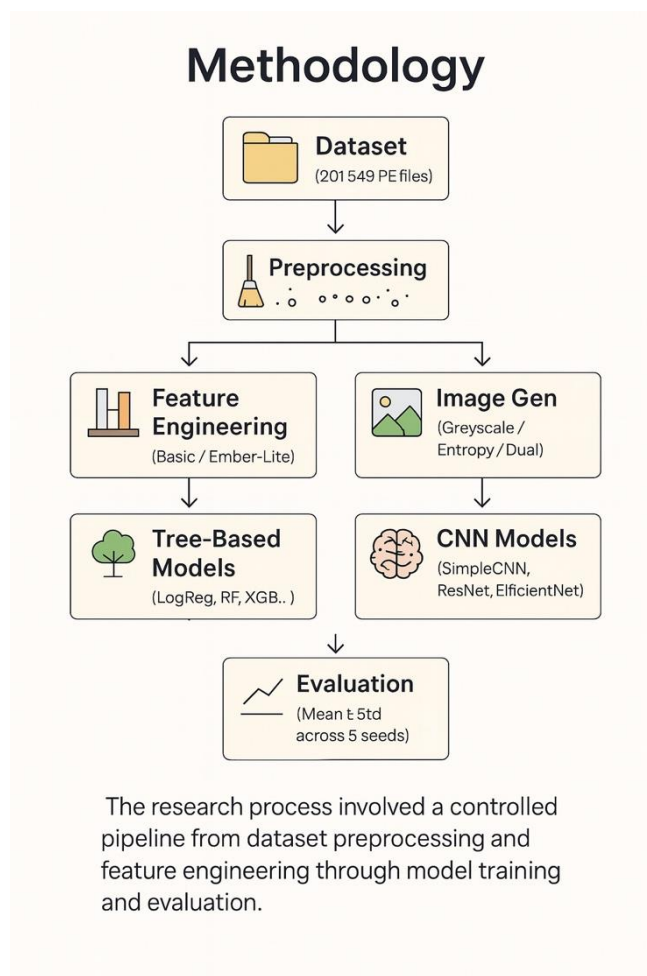 Methodology
Dataset
(201 549 PE files)
Preprocessing
Feature
Engineering
(Basic / Ember-Lite)
Image Gen
(Greyscale /
Entropy / Dual)
Tree-Based
Models
(LogReg, RF, XGB.. )
CNN Models
(SimpleCNN,
ResNet, ElficientNet)
Evaluation
(Mean t 5td
across 5 seeds)
The research process involved a controlled
pipeline from dataset preprocessing and
feature engineering through model training
and evaluation.